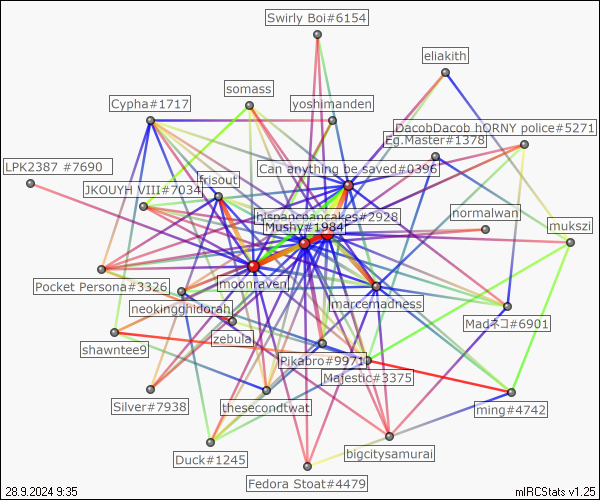 Swirly Boi#6154
eliakith
somass
Cypha#1717
yoshimanden
DacobDacob hORNY police#5271
Eg.Master#1378
LPK2387 #7690
Can anything be saved#0396
frisout
JKOUYH VIII#7034
hispanchancakes#2928
normalwani
Mushy#1984
mukszi
moonraven
Pocket Persona#3326
marcemadness
neokingghidorah
Madネコ#6901
zebula
shawntee9
Pikabro#9971
Majestic#3375
Silver#7938
thesecondtwat
ming#4742
bigcitysamurai
Duck#1245
Fedora Stoat#4479
28.9.2024 9:35
mIRCStats v1.25